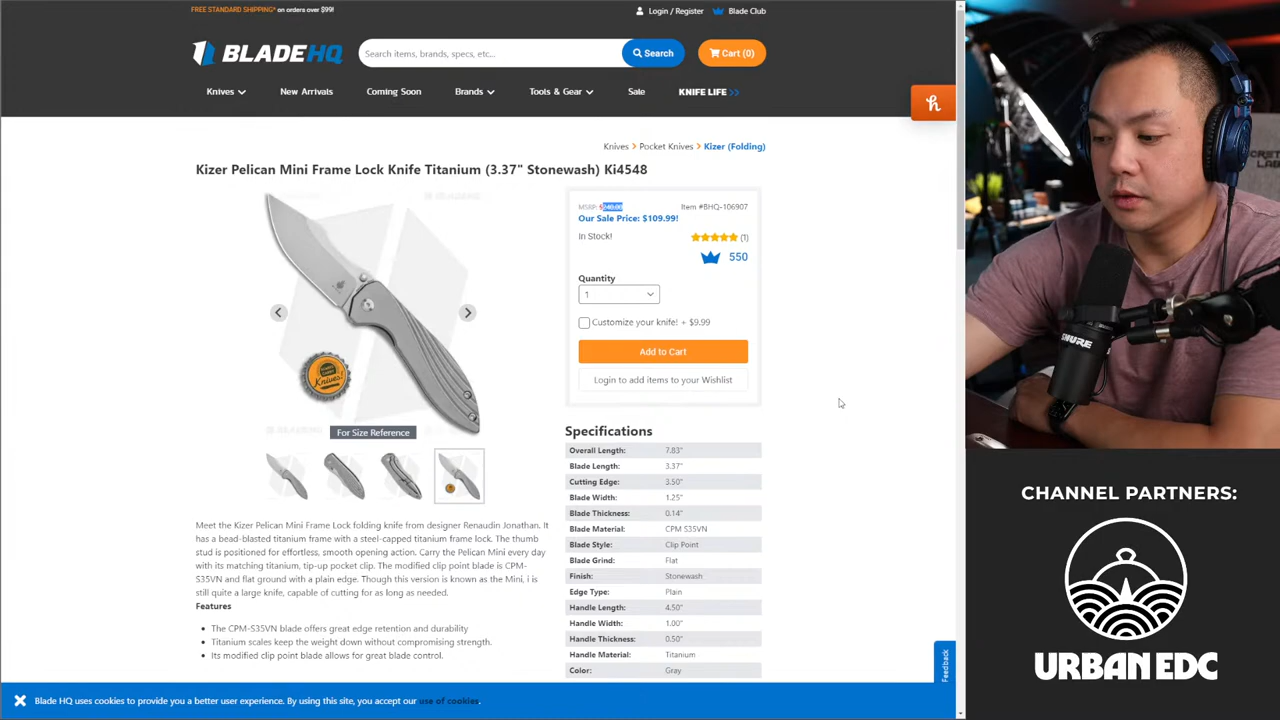 FREE STANDARD SHIPPING* on orders over $99!
Login / Register
Blade Club
BLADEHQ
Search items, brands, specs, etc...
Search
Cart (0)
Knives
New Arrivals
Coming Soon
Brands
Tools & Gear
Sale
KNIFE LIFE >>
h
Knives > Pocket Knives > Kizer (Folding)
Kizer Pelican Mini Frame Lock Knife Titanium (3.37" Stonewash) Ki4548
MSRP:
Item #BHQ-106907
Our Sale Price: $109.99!
In Stock!
(1)
550
Quantity
1
Customize your knife! + $9.99
Add to Cart
Login to add items to your Wishlist
Knives!
For Size Reference
Specifications
Overall Length: 7.83"
Blade Length: 3.37"
Cutting Edge: 3.50"
Blade Width: 1.25"
Blade Thickness: 0.14"
Blade Material: CPM S35VN
Blade Style: Clip Point
Blade Grind: Flat
Finish: Stonewash
Edge Type: Plain
Handle Length: 4.50"
Handle Width: 1.00"
Handle Thickness: 0.50"
Handle Material: Titanium
Color: Gray
Meet the Kizer Pelican Mini Frame Lock folding knife from designer Renaudin Jonathan. It
has a bead-blasted titanium frame with a steel-capped titanium frame lock. The thumb
stud is positioned for effortless, smooth opening action. Carry the Pelican Mini every day
with its matching titanium, tip-up pocket clip. The modified clip point blade is CPM-
S35VN and flat ground with a plain edge. Though this version is known as the Mini, i is
still quite a large knife, capable of cutting for as long as needed.
Features
The CPM-S35VN blade offers great edge retention and durability
Titanium scales keep the weight down without compromising strength.
Its modified clip point blade allows for great blade control.
Feedback
Blade HQ uses cookies to provide you a better user experience. By using this site, you accept our use of cookies.
SHURE
CHANNEL PARTNERS:
URBAN EDC